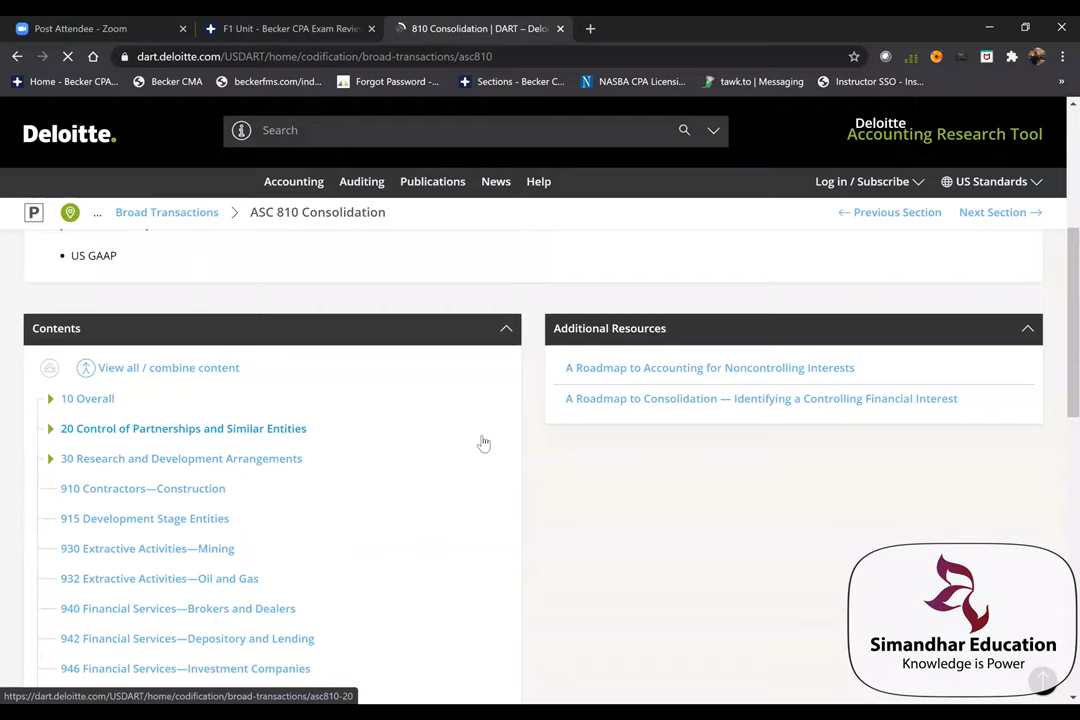 Post Attendee - Zoom
F1 Unit - Becker CPA Exam Revie
810 Consolidation | DART – Delo
dart.deloitte.com/USDART/home/codification/broad-transactions/asc810
Home - Becker CPA...
Becker CMA
beckerfms.com/ind...
Forgot Password -...
Sections - Becker C...
NASBA CPA Licensi...
tawk.to | Messaging
Instructor SSO - Ins...
»
Deloitte.
Search
Deloitte
Accounting Research Tool
Accounting
Auditing
Publications
News
Help
Log in / Subscribe
US Standards
P
... Broad Transactions > ASC 810 Consolidation
← Previous Section
Next Section →
• US GAAP
Contents
View all / combine content
10 Overall
20 Control of Partnerships and Similar Entities
30 Research and Development Arrangements
910 Contractors—Construction
915 Development Stage Entities
930 Extractive Activities—Mining
932 Extractive Activities—Oil and Gas
940 Financial Services—Brokers and Dealers
942 Financial Services—Depository and Lending
946 Financial Services—Investment Companies
Additional Resources
A Roadmap to Accounting for Noncontrolling Interests
A Roadmap to Consolidation — Identifying a Controlling Financial Interest
Simandhar Education
Knowledge is Power
https://dart.deloitte.com/USDART/home/codification/broad-transactions/asc810-20